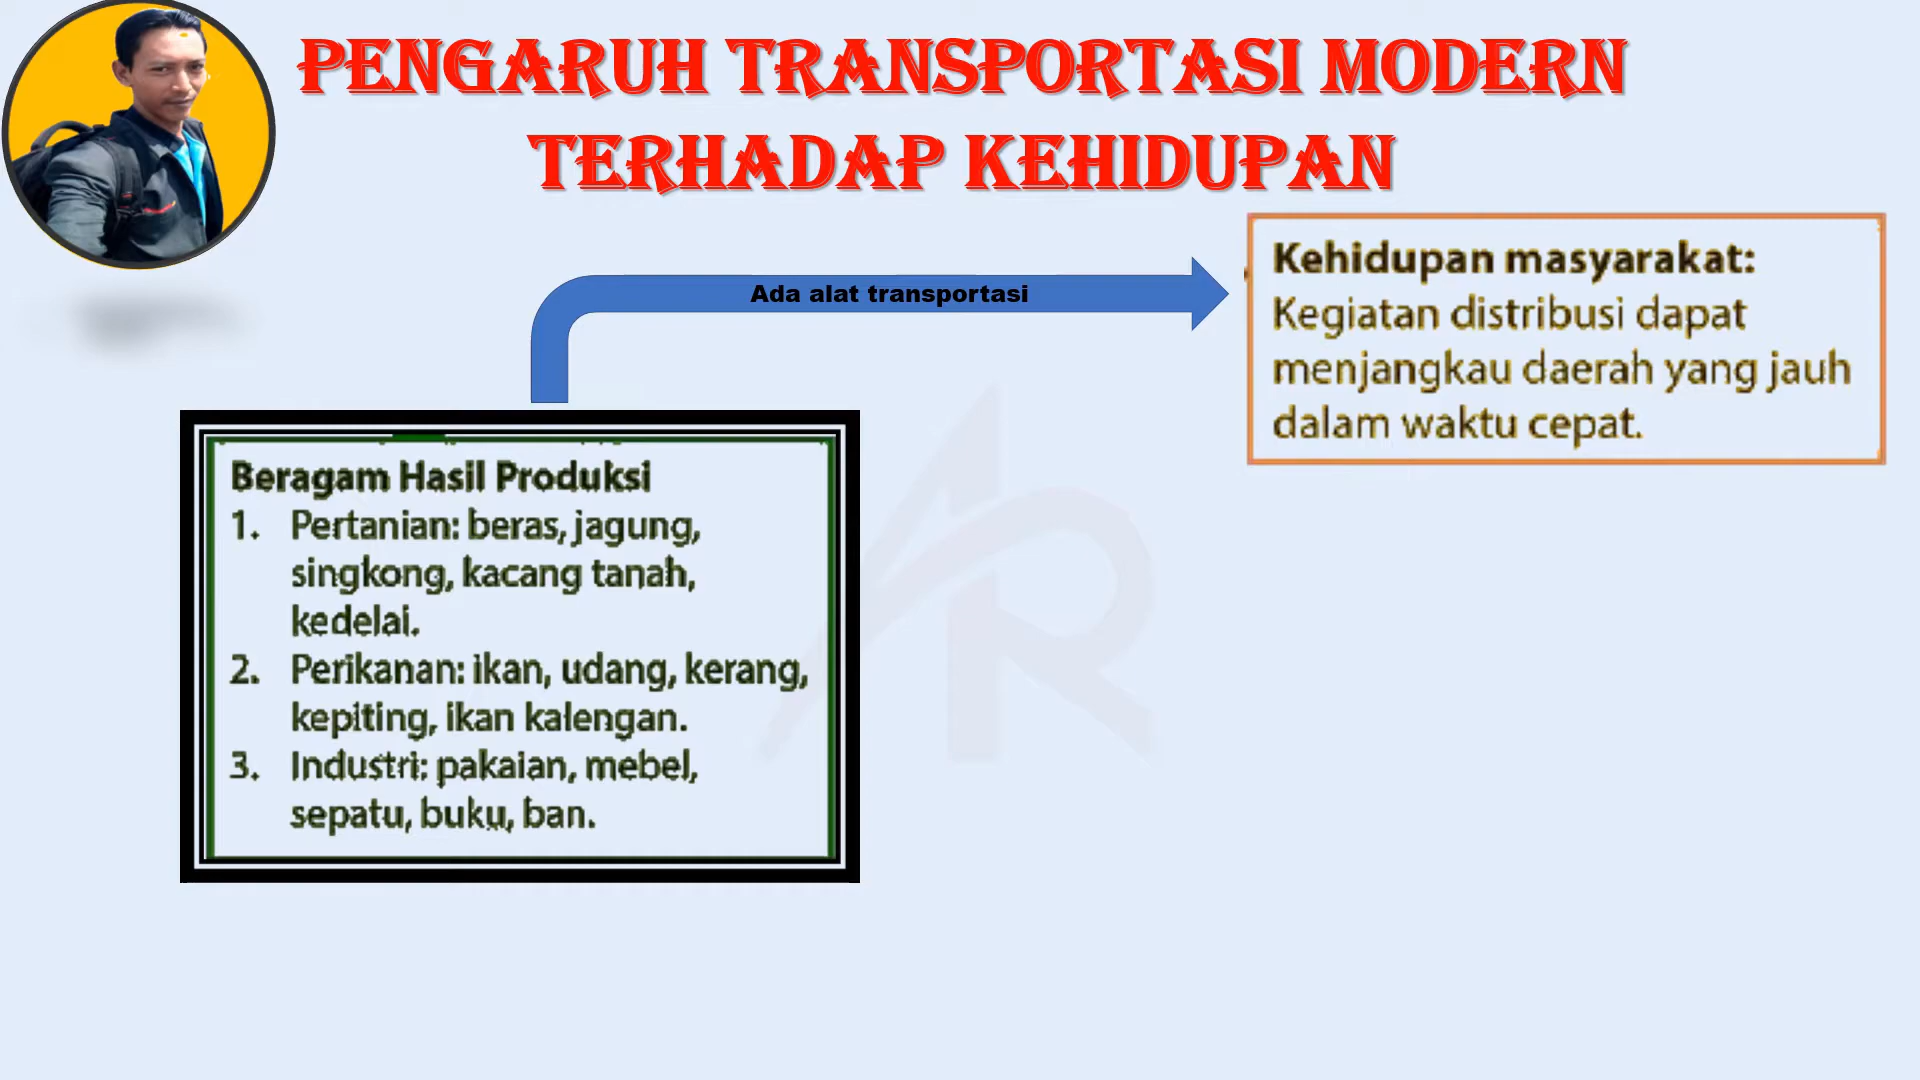 PENGARUH TRANSPORTASI MODERN
TERHADAP KEHIDUPAN
Ada alat transportasi
Kehidupan masyarakat:
Kegiatan distribusi dapat
menjangkau daerah yang jauh
dalam waktu cepat.
Beragam Hasil Produksi
1. Pertanian: beras, jagung,
singkong, kacang tanah,
kedelai.
2. Perikanan: ikan, udang, kerang,
kepiting, ikan kalengan.
3. Industri: pakaian, mebel,
sepatu, buku, ban.
AR